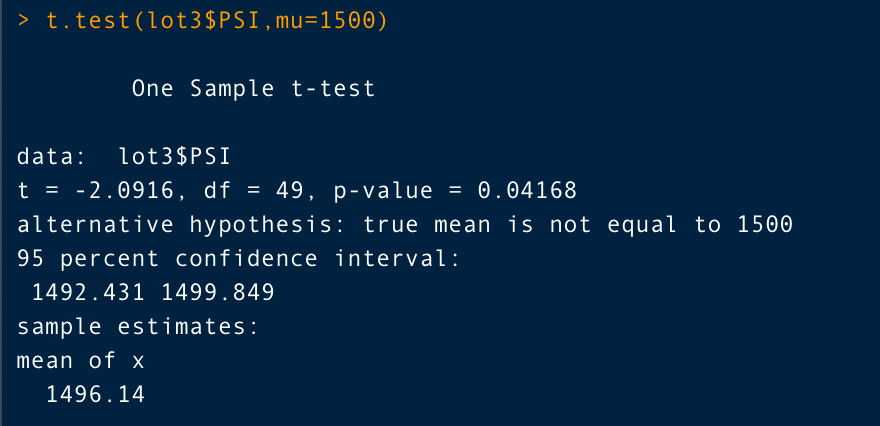 > t.test(lot3$PSI,mu=1500)
One Sample t-test
data:  lot3$PSI
t = -2.0916, df = 49, p-value = 0.04168
alternative hypothesis: true mean is not equal to 1500
95 percent confidence interval:
1492.431 1499.849
sample estimates:
mean of x
1496.14